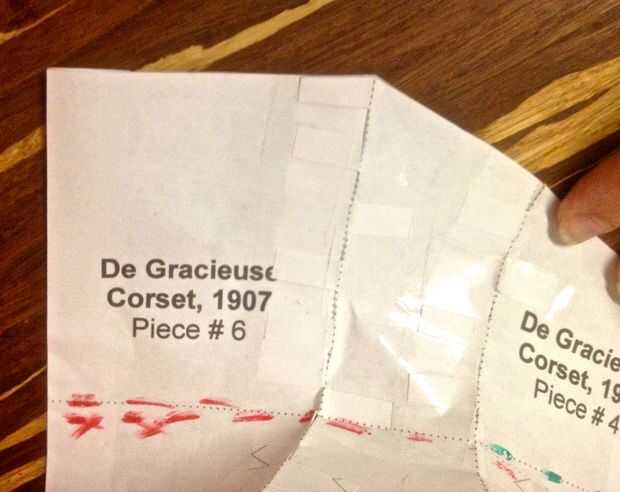 De Gracieuse
Corset, 1907
Piece # 6
De Gracie
Corset, 19
Piece # 4